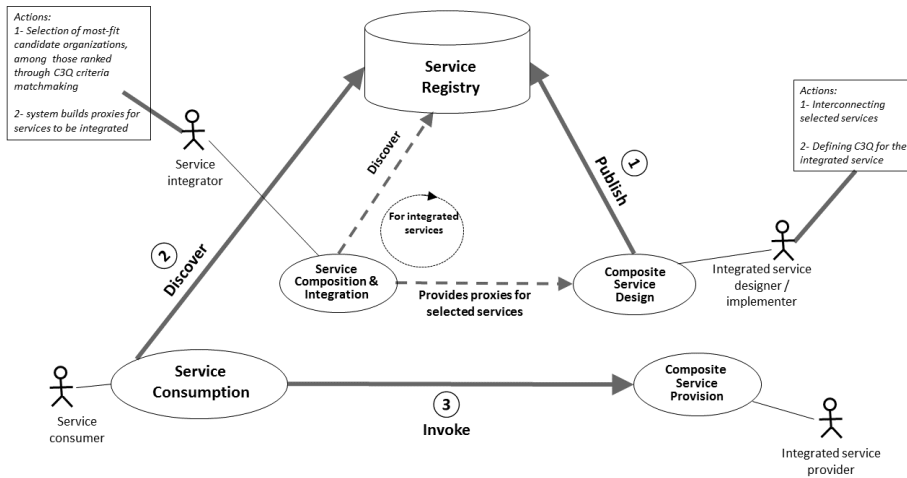 Actions:
1- Selection of most-fit
candidate organizations,
among those ranked
through C3Q criteria
matchmaking
2- system builds proxies for
services to be integrated
Service
integrator
Service
Registry
Actions:
1- Interconnecting
selected services
2- Defining C3Q for the
integrated service
Discover
1
Publish
For integrated
services
2
Discover
Service
Composition &
Integration
Provides proxies for
selected services
Composite
Service
Design
Integrated service
designer /
implementer
Service
consumer
Service
Consumption
3
Invoke
Composite
Service
Provision
Integrated service
provider